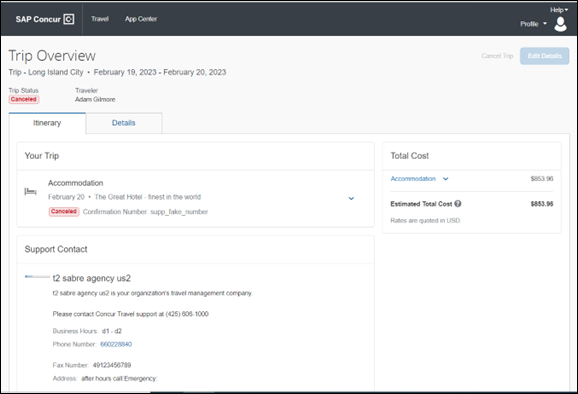 SAP Concur C Travel App Center Help
Profile
Trip Overview
Cancel Trip Edit Details
Trip - Long Island City • February 19, 2023 - February 20, 2023
Trip Status Traveler
Canceled Adam Gilmore
Itinerary Details
Your Trip
Accommodation
February 20 • The Great Hotel - finest in the world
Canceled Confirmation Number supp_fake_number
Total Cost
Accommodation $853.96
Estimated Total Cost $853.96
Rates are quoted in USD.
Support Contact
t2 sabre agency us2
t2 sabre agency us2 is your organization's travel management company.
Please contact Concur Travel support at (425) 606-1000
Business Hours: d1 - d2
Phone Number: 660228840
Fax Number: 49123456789
Address: after hours call Emergency: